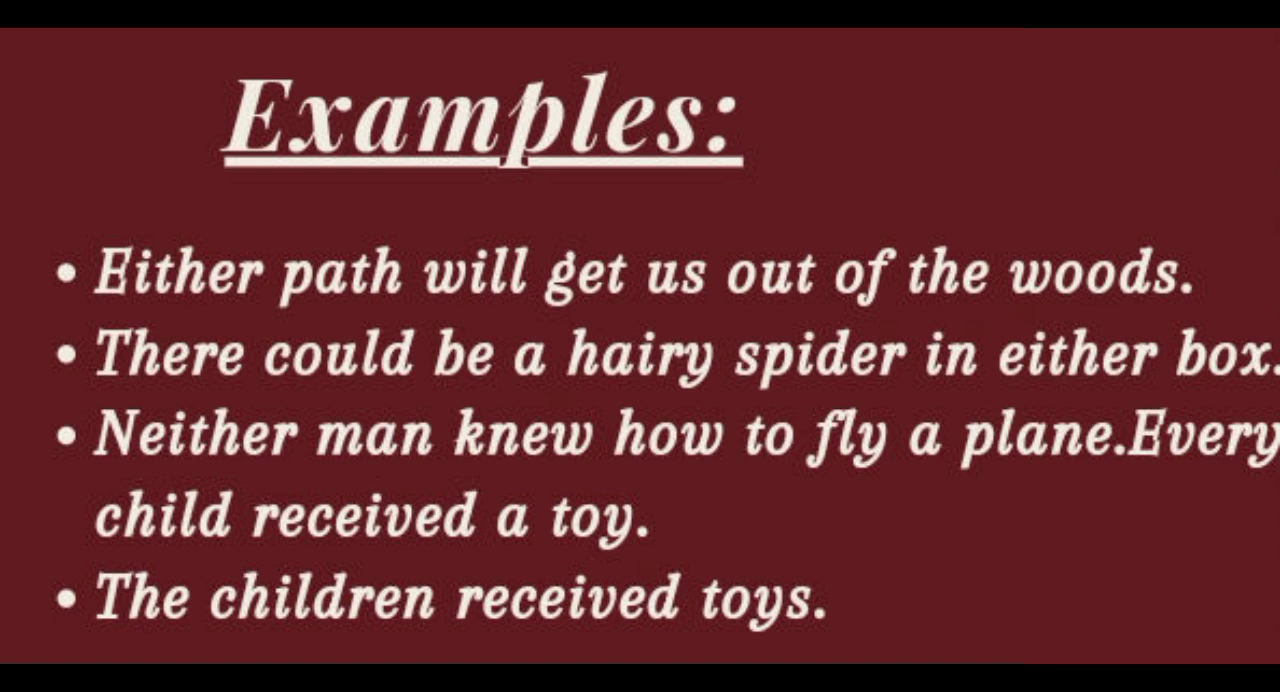 Examples:
• Either path will get us out of the woods.
• There could be a hairy spider in either box.
• Neither man knew how to fly a plane.Every
child received a toy.
• The children received toys.